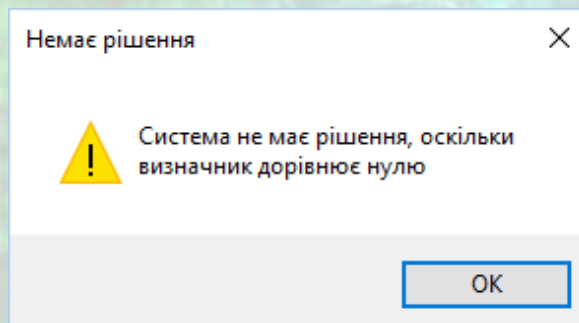 Немає рішення
Система не має рішення, оскільки
визначник дорівнює нулю
OK